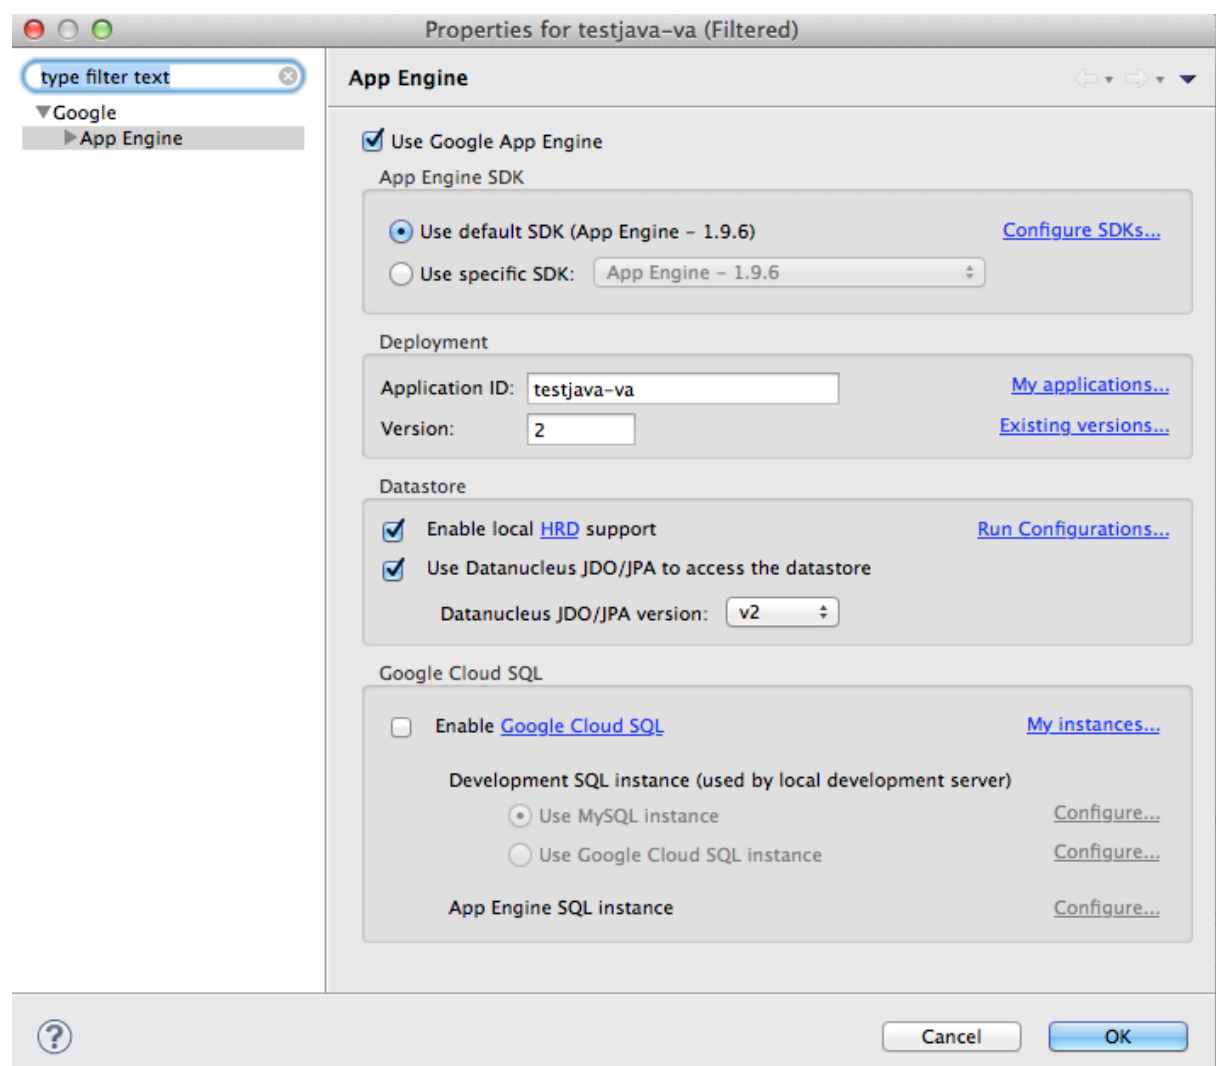 Properties for testjava-va (Filtered)
type filter text
Google
App Engine
App Engine
Use Google App Engine
App Engine SDK
Use default SDK (App Engine - 1.9.6) Configure SDKs...
Use specific SDK: App Engine - 1.9.6
Deployment
Application ID: testjava-va My applications...
Version: 2 Existing versions...
Datastore
Enable local HRD support Run Configurations...
Use Datanucleus JDO/JPA to access the datastore
Datanucleus JDO/JPA version: v2
Google Cloud SQL
Enable Google Cloud SQL My instances...
Development SQL instance (used by local development server)
Use MySQL instance Configure...
Use Google Cloud SQL instance Configure...
App Engine SQL instance Configure...
? Cancel OK